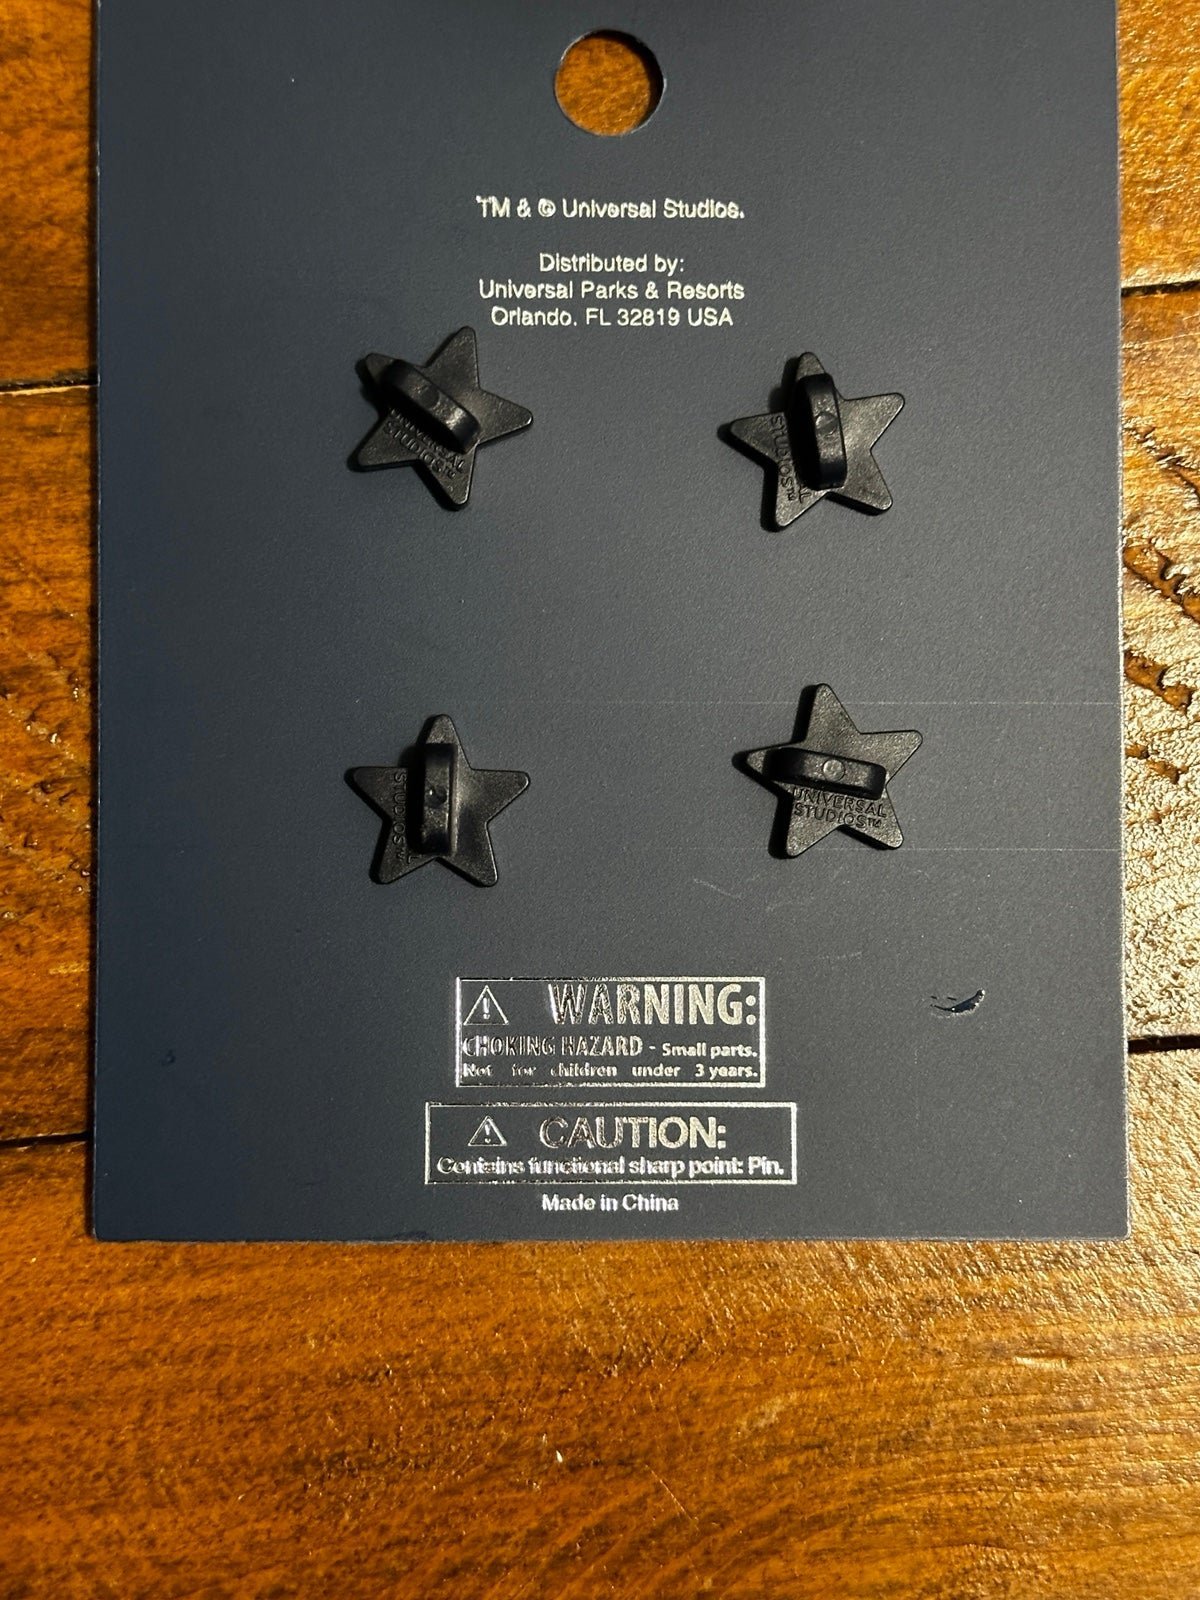 TM & © Universal Studios.
Distributed by:
Universal Parks & Resorts
Orlando, FL 32819 USA
UNIVERSAL
STUDIOS™
STUDIOS™
STUDIOS™
UNIVERSAL
STUDIOS™
WARNING:
CHOKING HAZARD - Small parts.
Not for children under 3 years.
CAUTION:
Contains functional sharp point: Pin.
Made in China